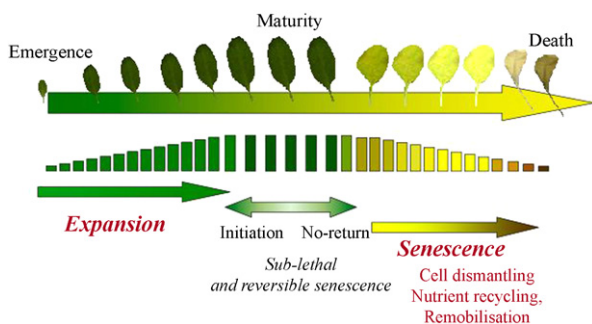 Maturity
Emergence
Death
Expansion
Initiation
No-return
Senescence
Sub-lethal
and reversible senescence
Cell dismantling
Nutrient recycling,
Remobilisation